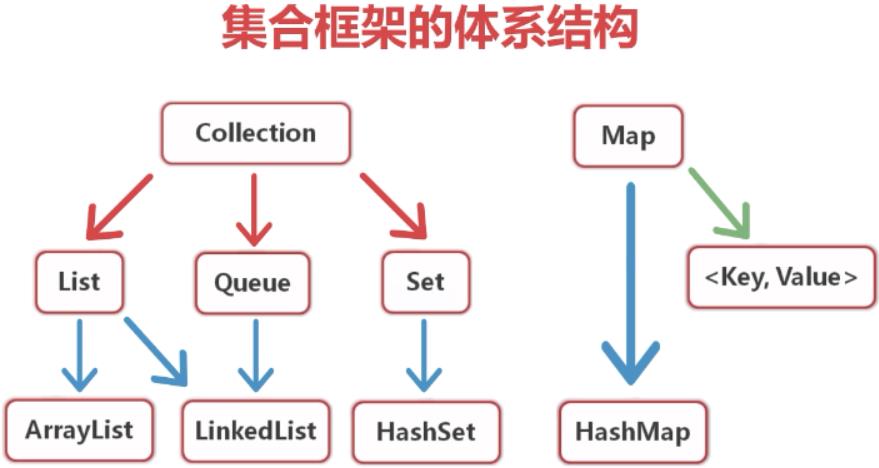 集合框架的体系结构
Collection
Map
List
Queue
Set
<Key, Value>
ArrayList
LinkedList
HashSet
HashMap